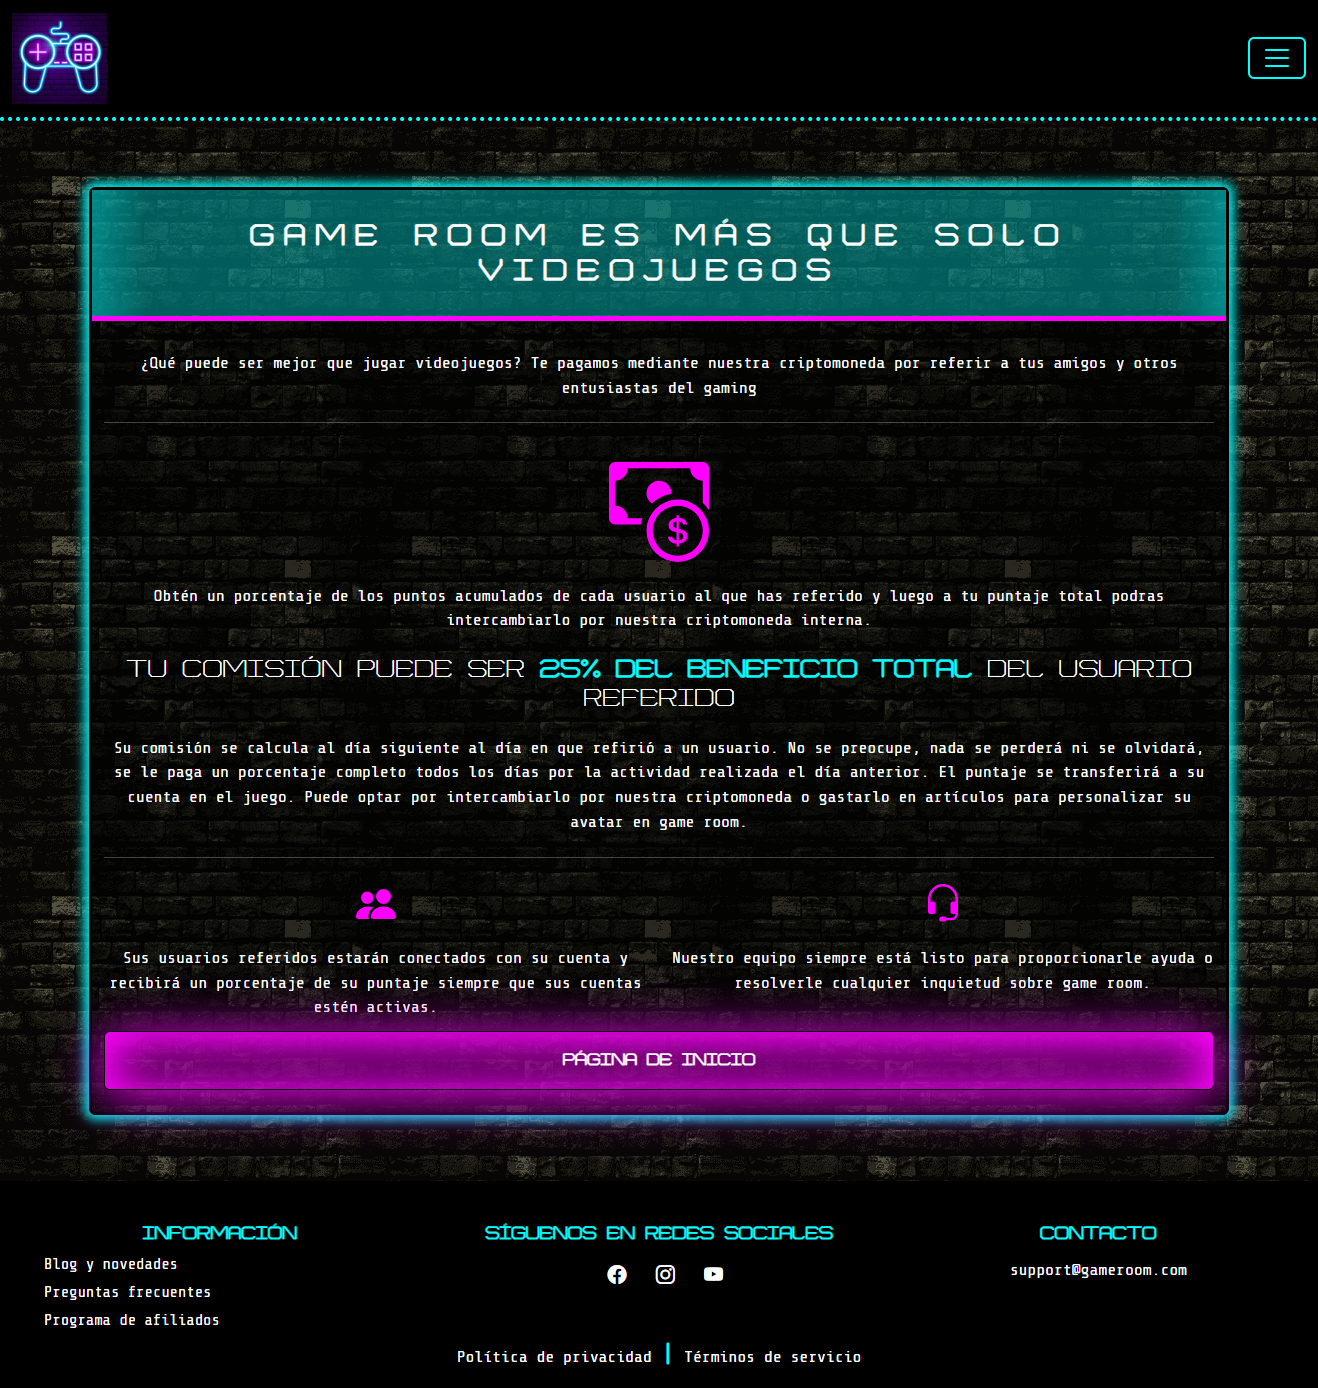 GAME ROOM ES MÁS QUE SOLO
VIDEOJUEGOS
¿Qué puede ser mejor que jugar videojuegos? Te pagamos mediante nuestra criptomoneda por referir a tus amigos y otros
entusiastas del gaming
Obtén un porcentaje de los puntos acumulados de cada usuario al que has referido y luego a tu puntaje total podras
intercambiarlo por nuestra criptomoneda interna.
TU COMISIÓN PUEDE SER 25% DEL BENEFICIO TOTAL DEL USUARIO
REFERIDO
Su comisión se calcula al día siguiente al día en que refirió a un usuario. No se preocupe, nada se perderá ni se olvidará,
se le paga un porcentaje completo todos los días por la actividad realizada el día anterior. El puntaje se transferirá a su
cuenta en el juego. Puede optar por intercambiarlo por nuestra criptomoneda o gastarlo en artículos para personalizar su
avatar en game room.
Sus usuarios referidos estarán conectados con su cuenta y
recibirá un porcentaje de su puntaje siempre que sus cuentas
estén activas.
Nuestro equipo siempre está listo para proporcionarle ayuda o
resolverle cualquier inquietud sobre game room.
PÁGINA DE INICIO
INFORMACIÓN
Blog y novedades
Preguntas frecuentes
Programa de afiliados
SÍGUENOS EN REDES SOCIALES
CONTACTO
support@gameroom.com
Política de privacidad | Términos de servicio